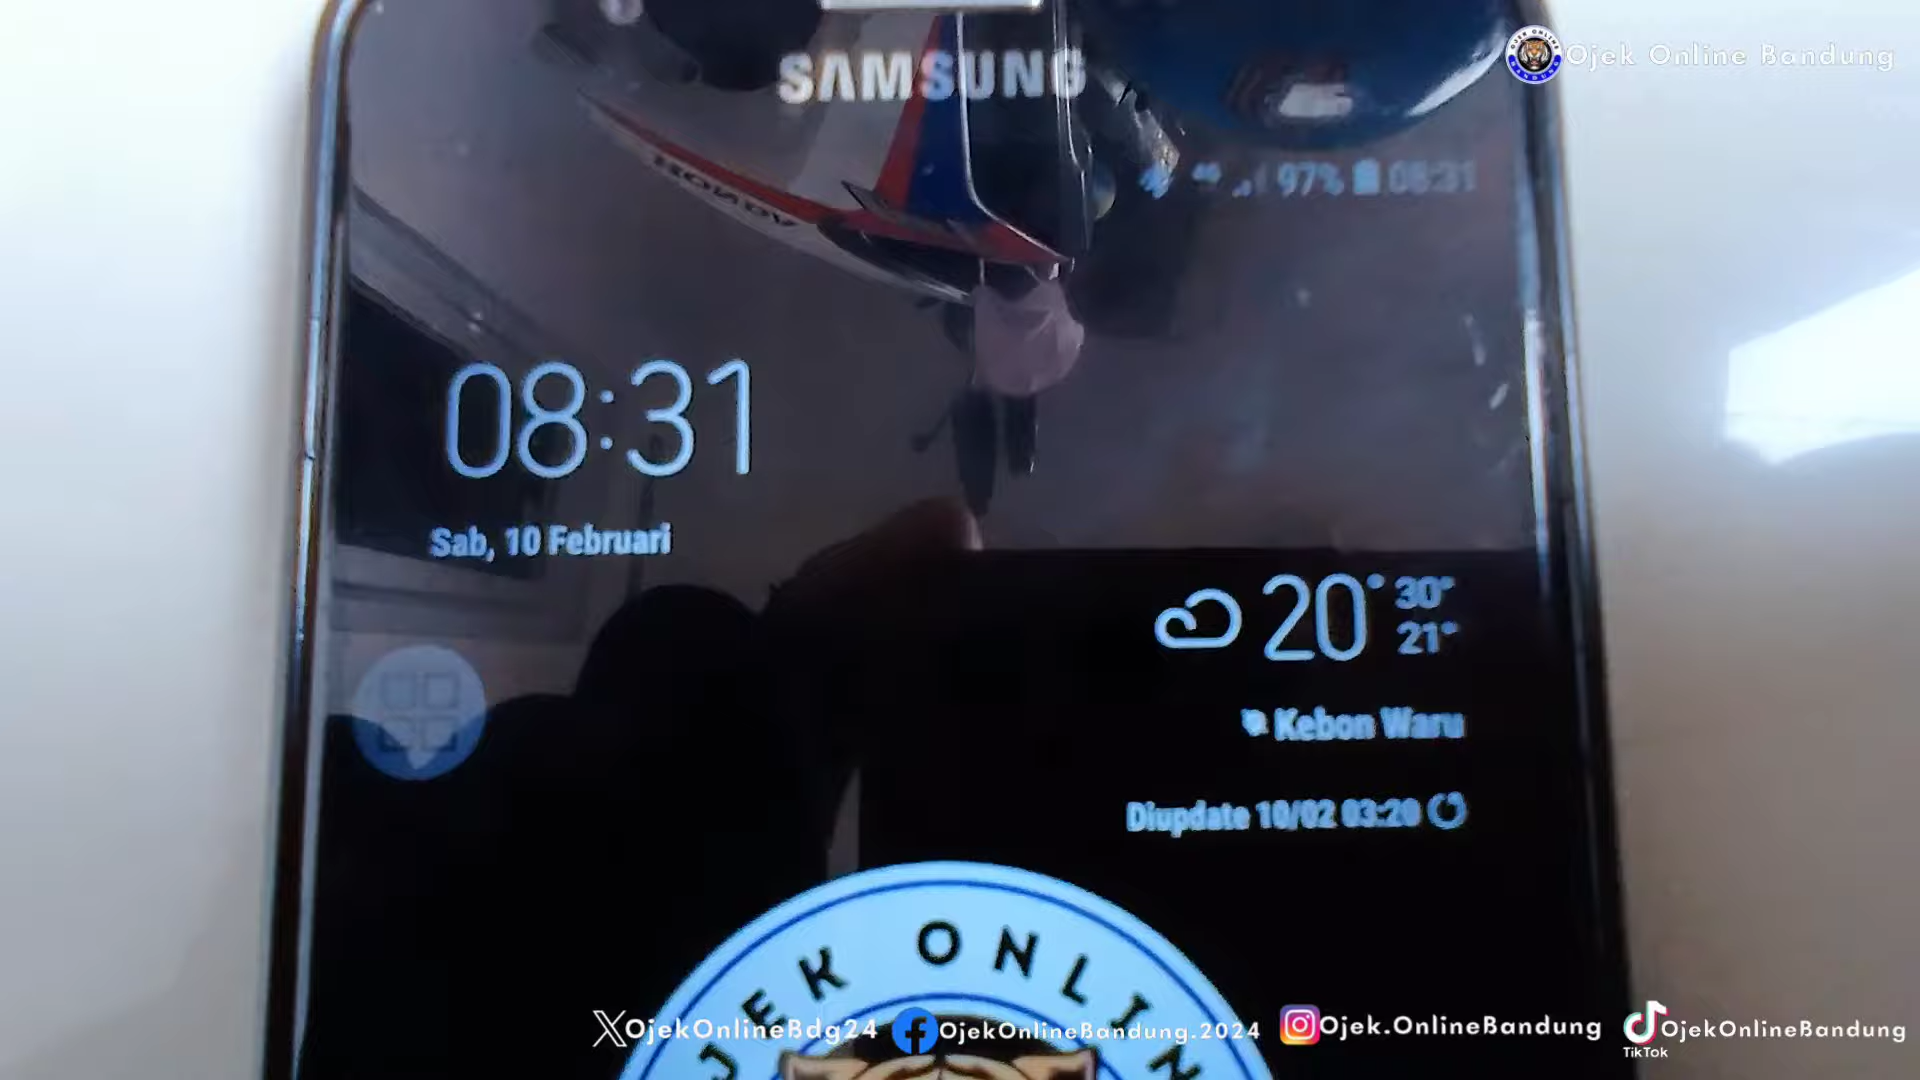 SAMSUNG
Ojek Online Bandung
97% 08:31
HONDA
08:31
Sab, 10 Februari
20° 30°
21°
Kebon Waru
Diupdate 10/02 03:20
OJEK ONLIN
OjekOnlineBdg24
OjekOnlineBandung.2024
Ojek.OnlineBandung
OjekOnlineBandung
TikTok